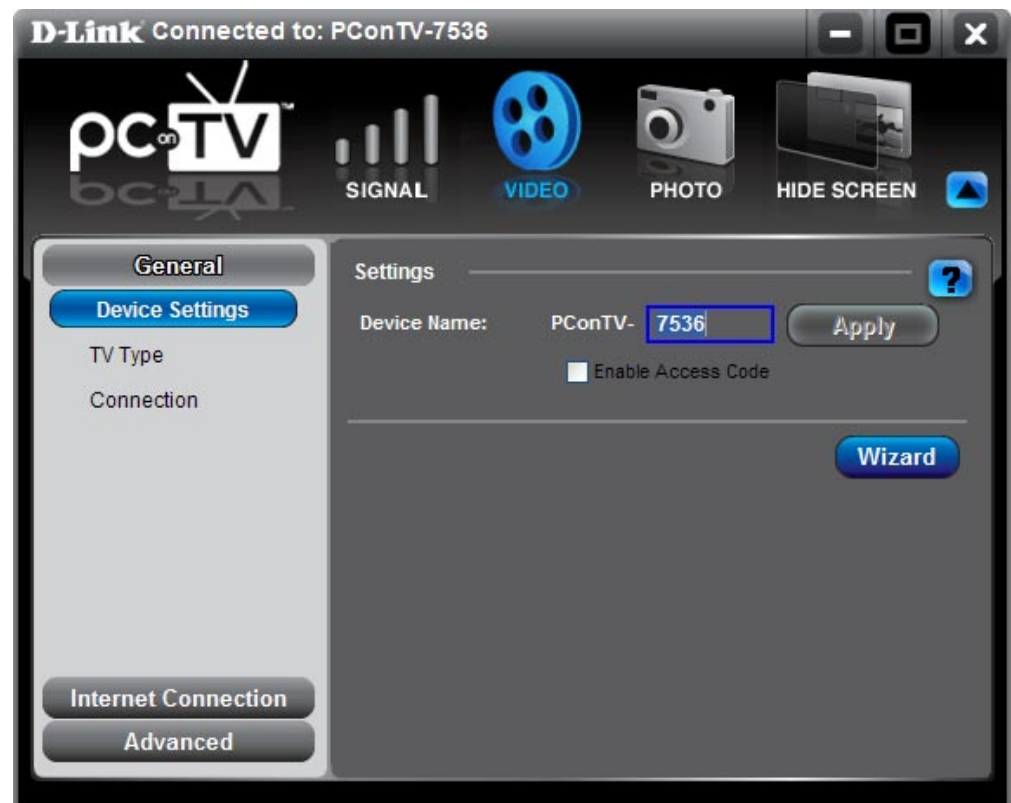 D-Link Connected to: PConTV-7536
pc on TV™
SIGNAL
VIDEO
PHOTO
HIDE SCREEN
General
Device Settings
TV Type
Connection
Internet Connection
Advanced
Settings
?
Device Name: PConTV- 7536 Apply
Enable Access Code
Wizard